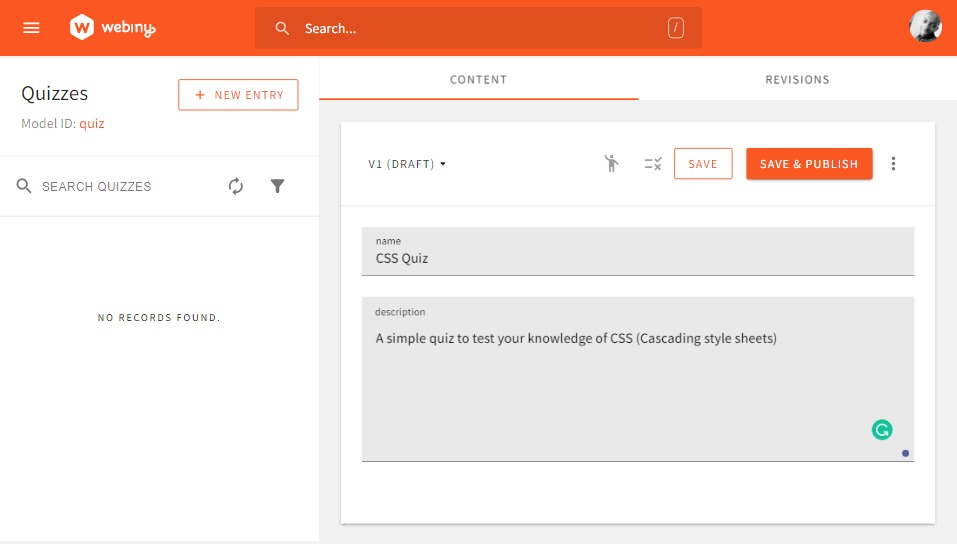 webiny
Search...
/
Quizzes
+ NEW ENTRY
Model ID: quiz
SEARCH QUIZZES
NO RECORDS FOUND.
CONTENT
REVISIONS
V1 (DRAFT)
SAVE
SAVE & PUBLISH
name
CSS Quiz
description
A simple quiz to test your knowledge of CSS (Cascading style sheets)